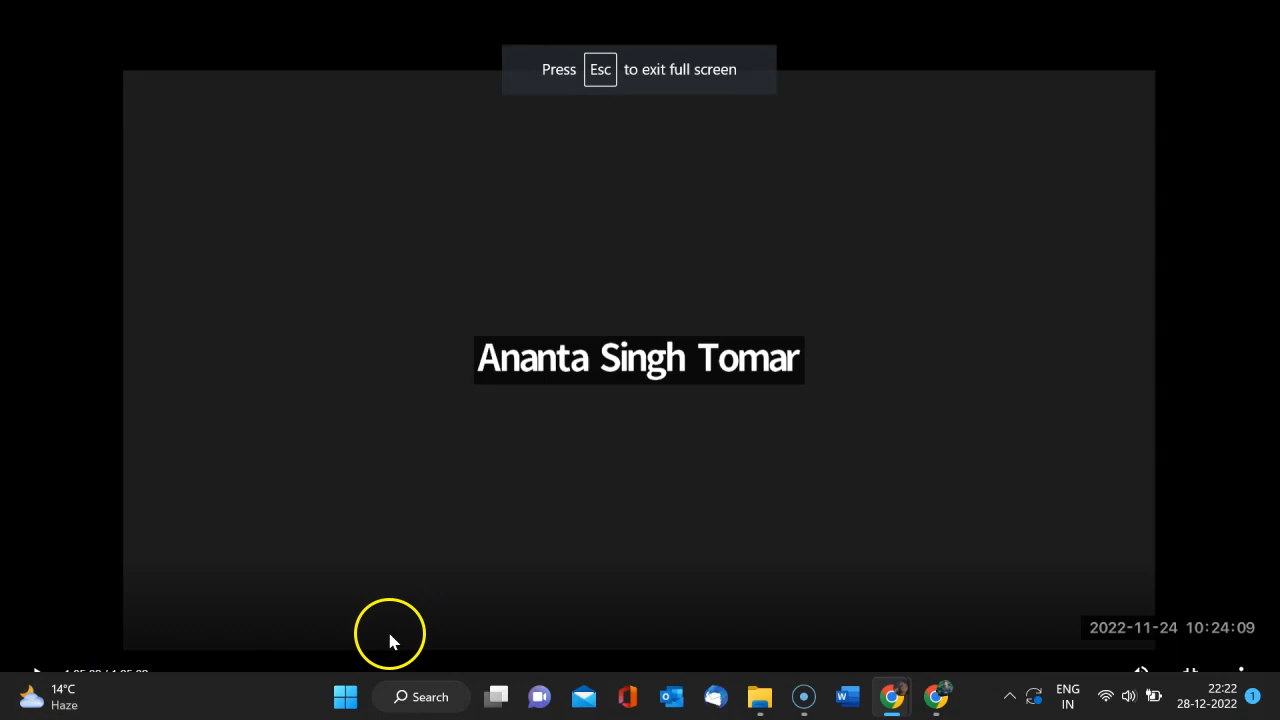 Press Esc to exit full screen
Ananta Singh Tomar
2022-11-24 10:24:09
14°C
Haze
Search
ENG
IN
22:22
28-12-2022
1